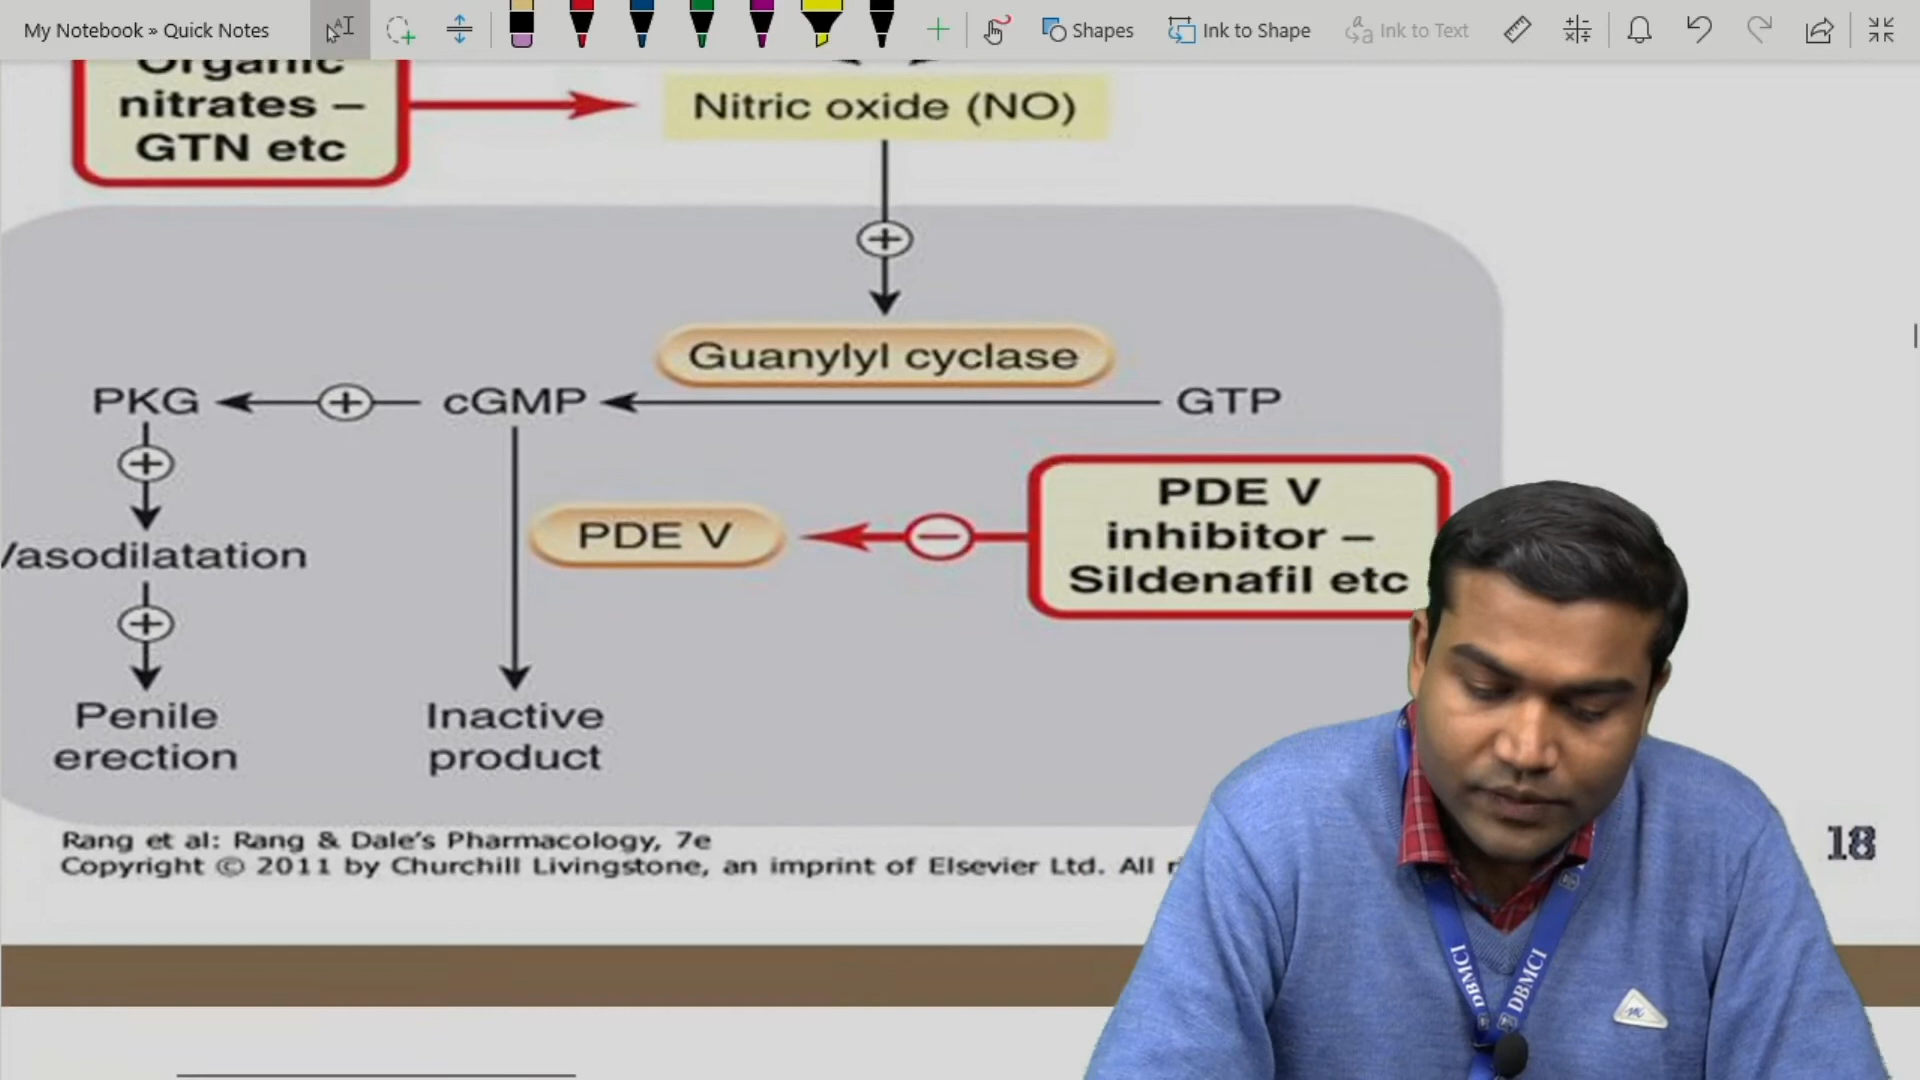 My Notebook » Quick Notes
Shapes
Ink to Shape
Ink to Text
Organic
nitrates –
GTN etc
Nitric oxide (NO)
Guanylyl cyclase
PKG
cGMP
GTP
PDE V
inhibitor –
Sildenafil etc
PDE V
/asodilatation
Penile
erection
Inactive
product
Rang et al: Rang & Dale's Pharmacology, 7e
Copyright © 2011 by Churchill Livingstone, an imprint of Elsevier Ltd. All r
18
DBMCI
DBMCI